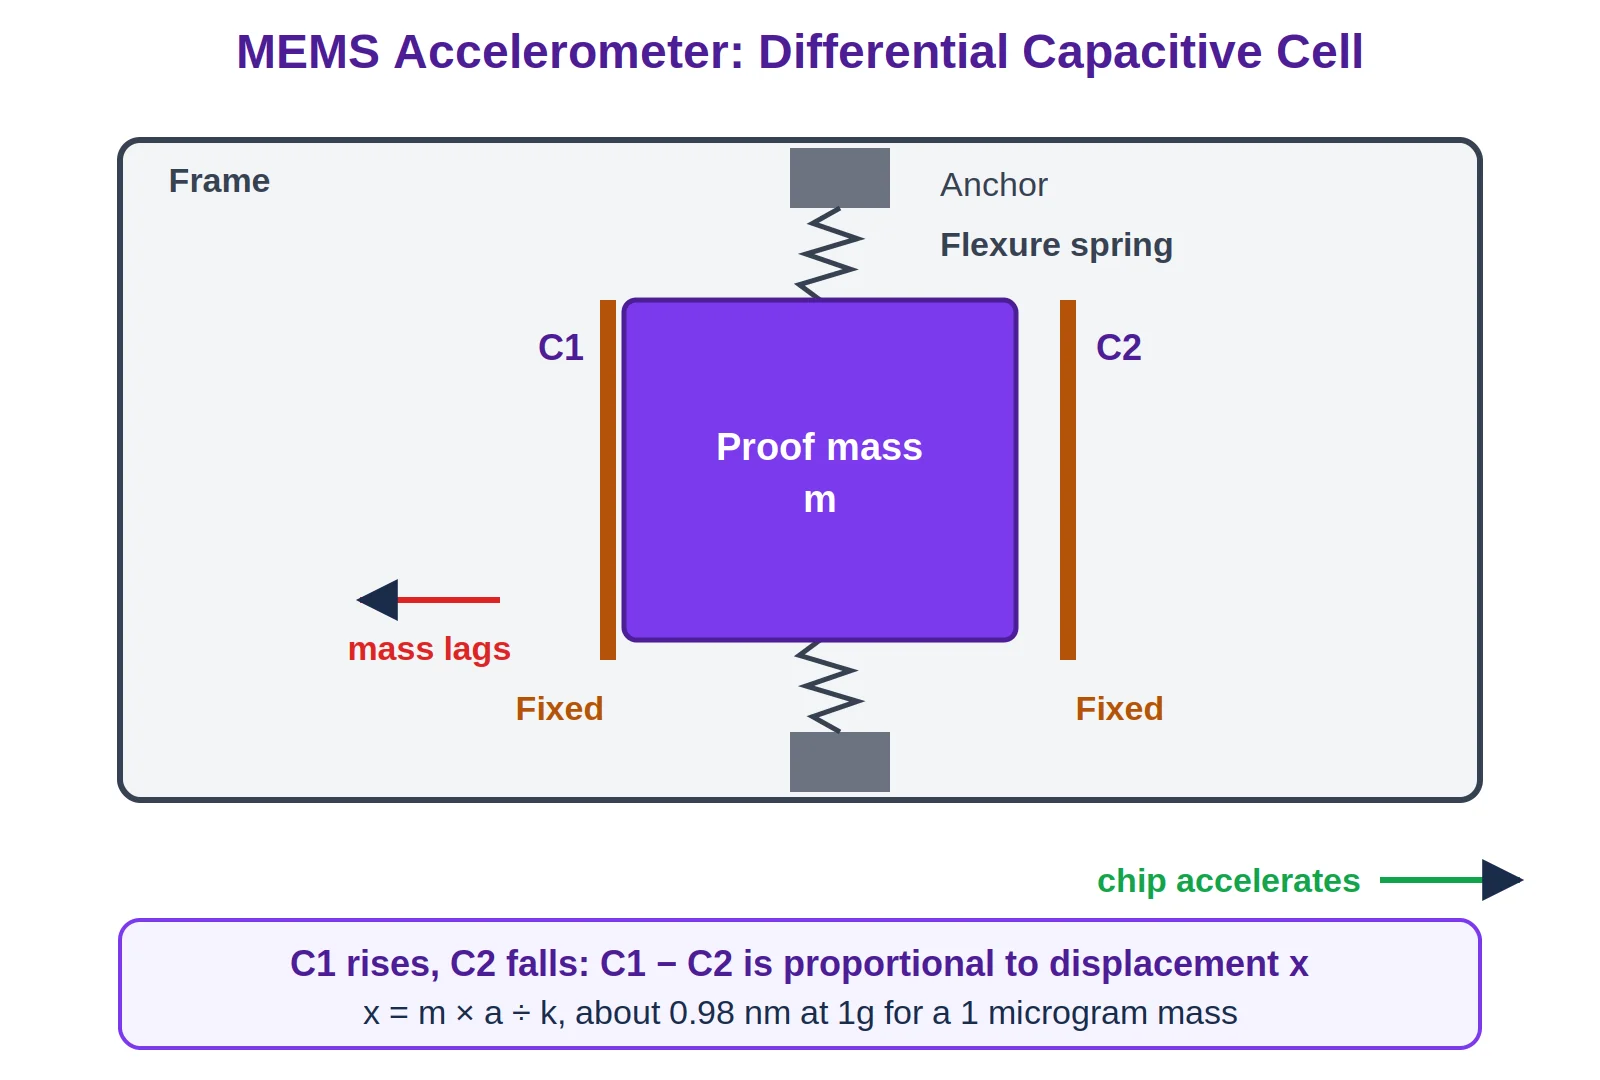 MEMS Accelerometer: Differential Capacitive Cell
Frame
Anchor
Flexure spring
C1
C2
Proof mass
m
mass lags
Fixed
Fixed
chip accelerates
C1 rises, C2 falls: C1 − C2 is proportional to displacement x
x = m × a ÷ k, about 0.98 nm at 1g for a 1 microgram mass